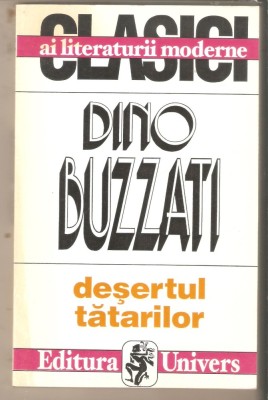 CLASICI
ai literaturii moderne
DINO
BUZZATI
deşertul
tătarilor
Editura Univers